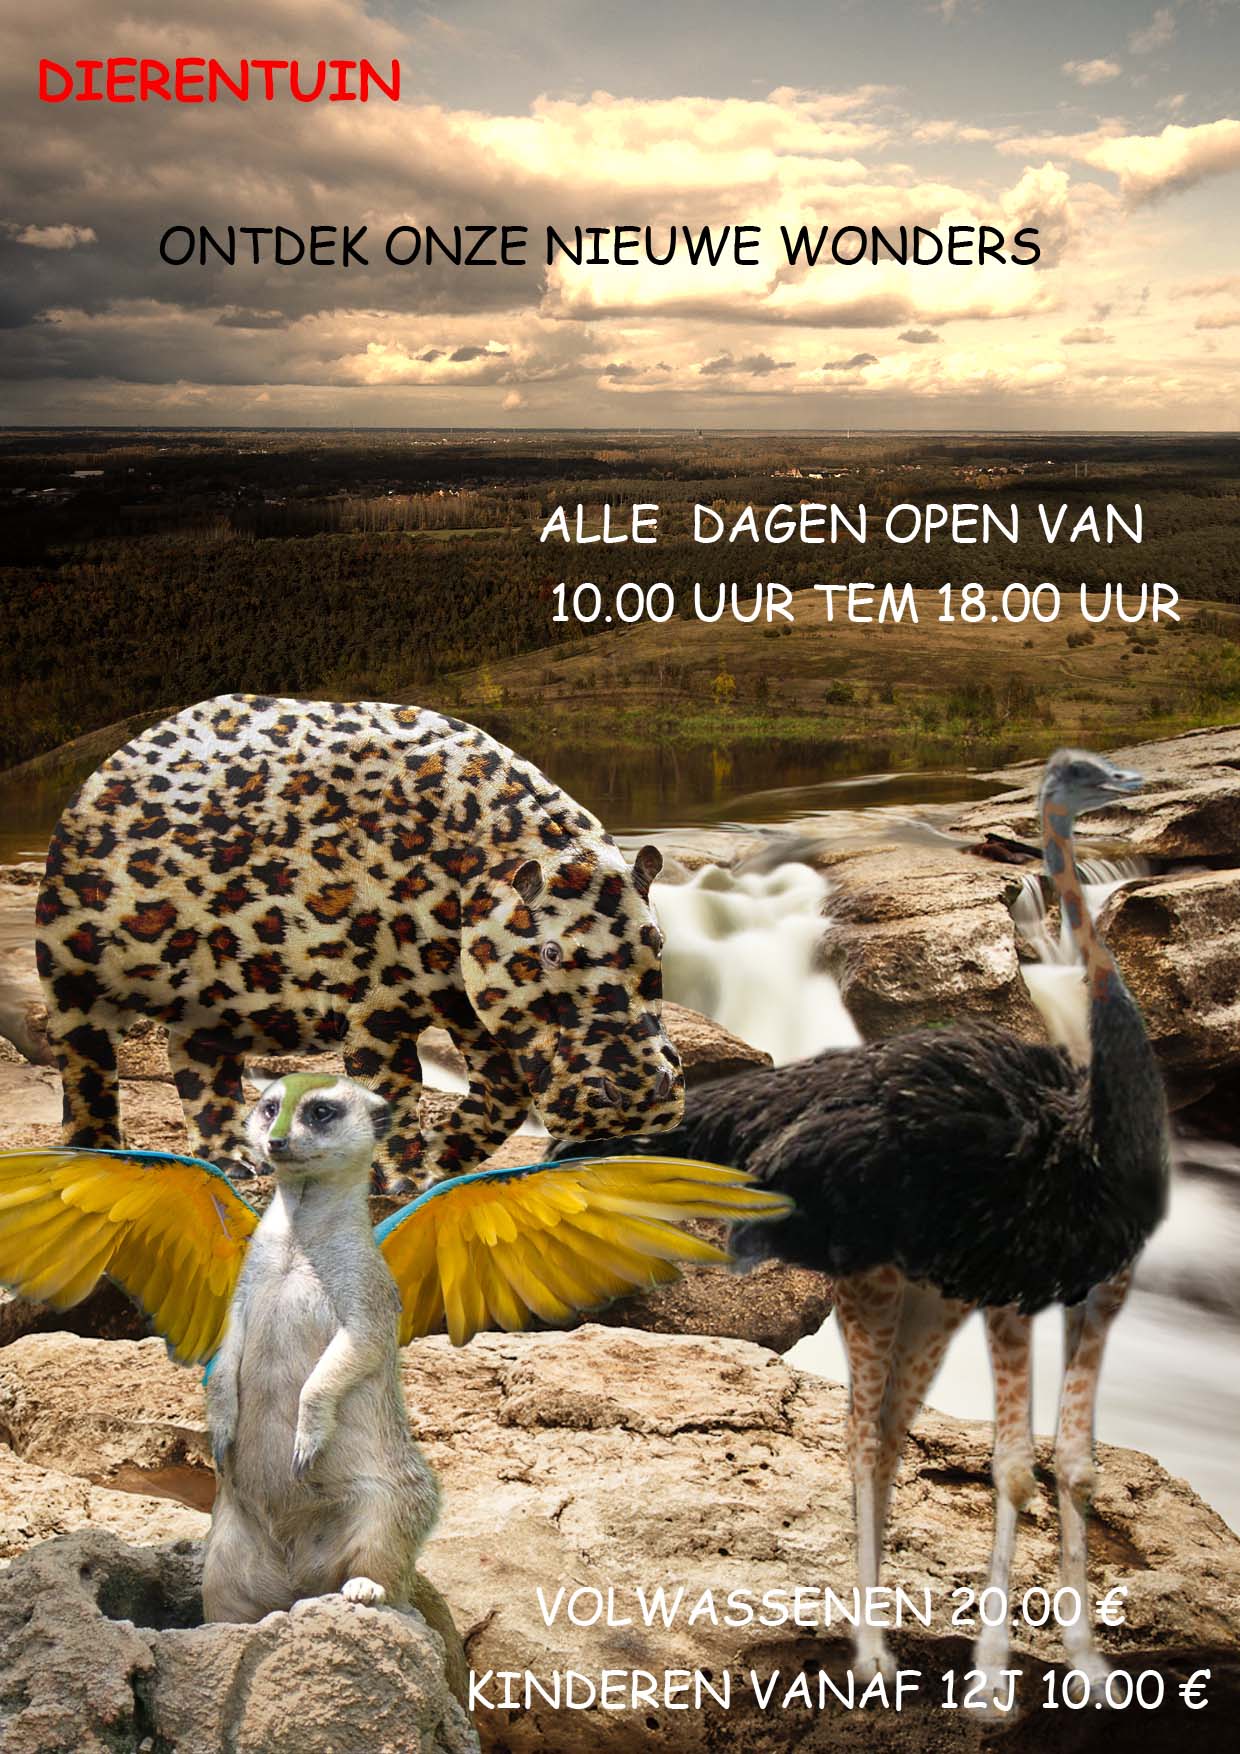 DIERENTUIN
ONTDEK ONZE NIEUWE WONDERS
ALLE DAGEN OPEN VAN
10.00 UUR TEM 18.00 UUR
VOLWASSENEN 20.00 €
KINDEREN VANAF 12J 10.00 €